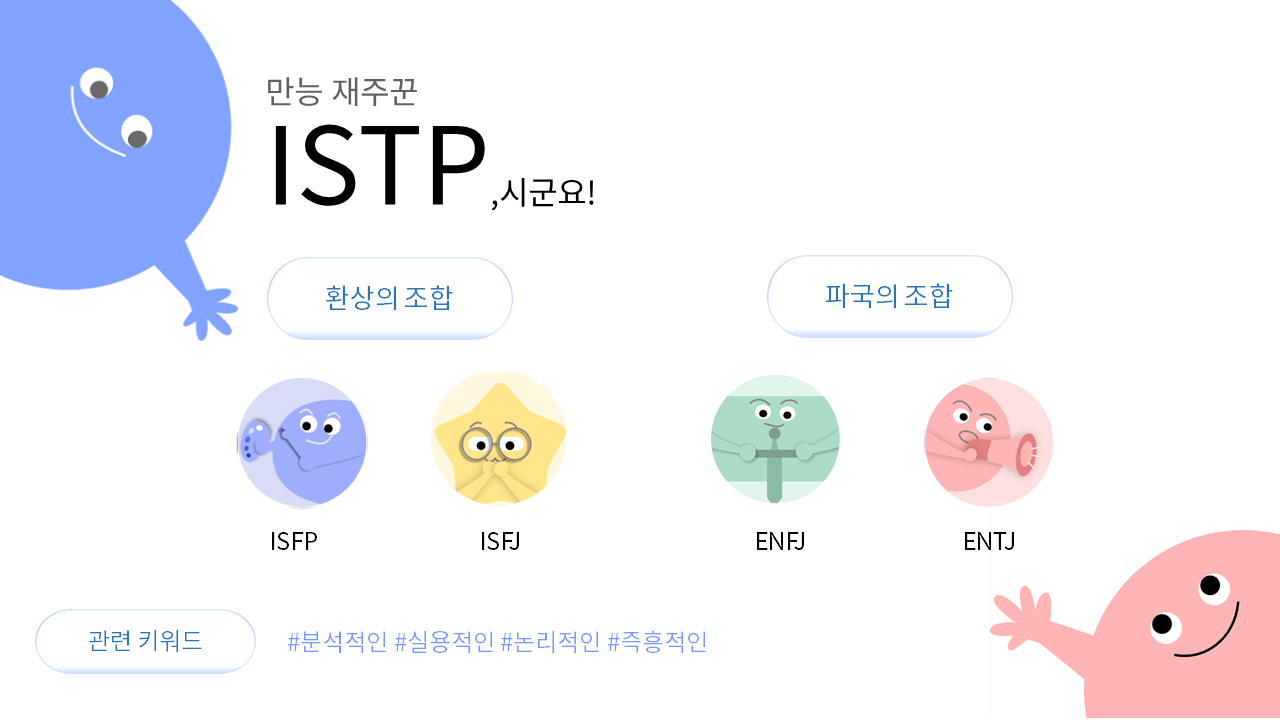 만능 재주꾼
ISTP ,시군요!
환상의 조합
파국의 조합
ISFP
ISFJ
ENFJ
ENTJ
관련 키워드
#분석적인 #실용적인 #논리적인 #즉흥적인